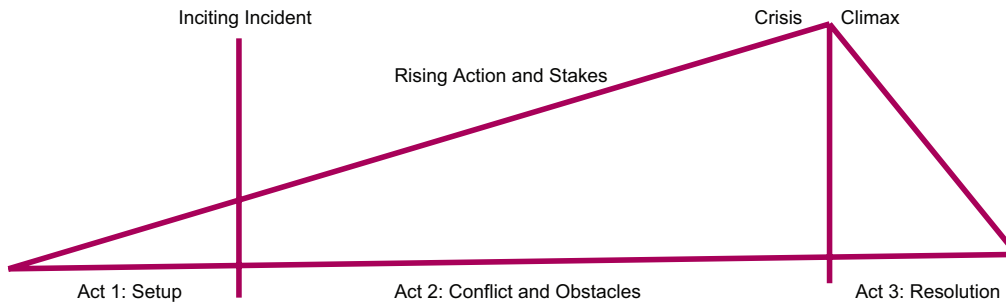 Inciting Incident
Crisis
Climax
Rising Action and Stakes
Act 1: Setup
Act 2: Conflict and Obstacles
Act 3: Resolution